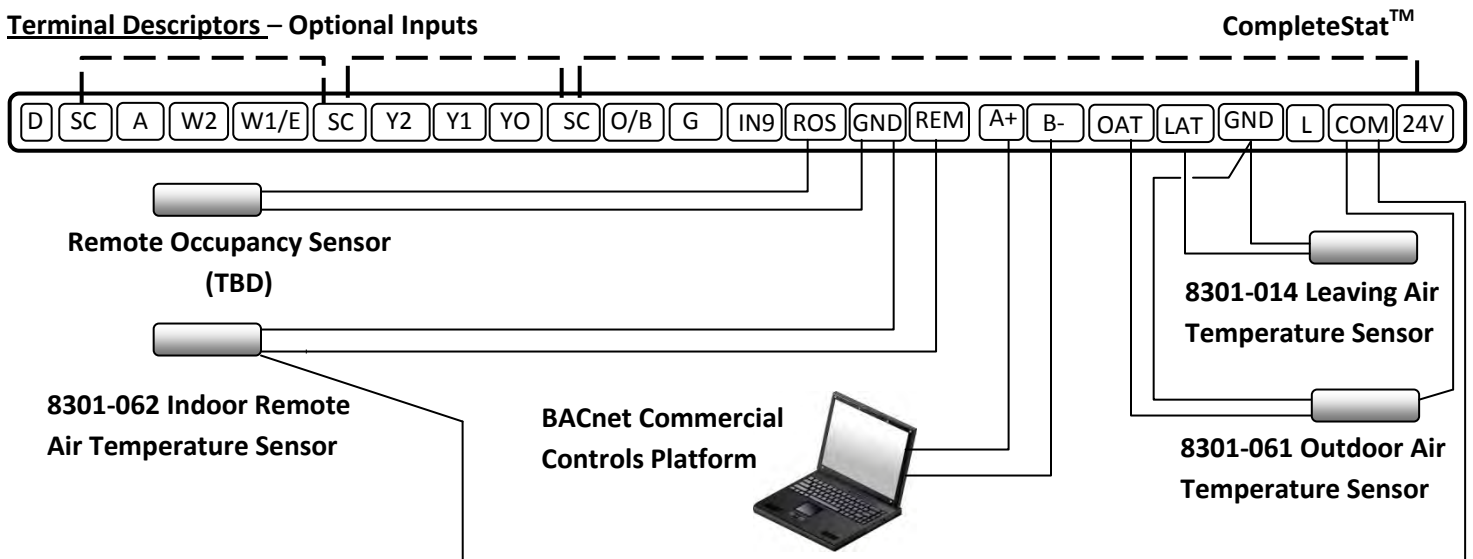 Terminal Descriptors – Optional Inputs
CompleteStat™
D SC A W2 W1/E SC Y2 Y1 YO SC O/B G IN9 ROS GND REM A+ B- OAT LAT GND L COM 24V
Remote Occupancy Sensor
(TBD)
8301-014 Leaving Air
Temperature Sensor
8301-062 Indoor Remote
Air Temperature Sensor
BACnet Commercial
Controls Platform
8301-061 Outdoor Air
Temperature Sensor